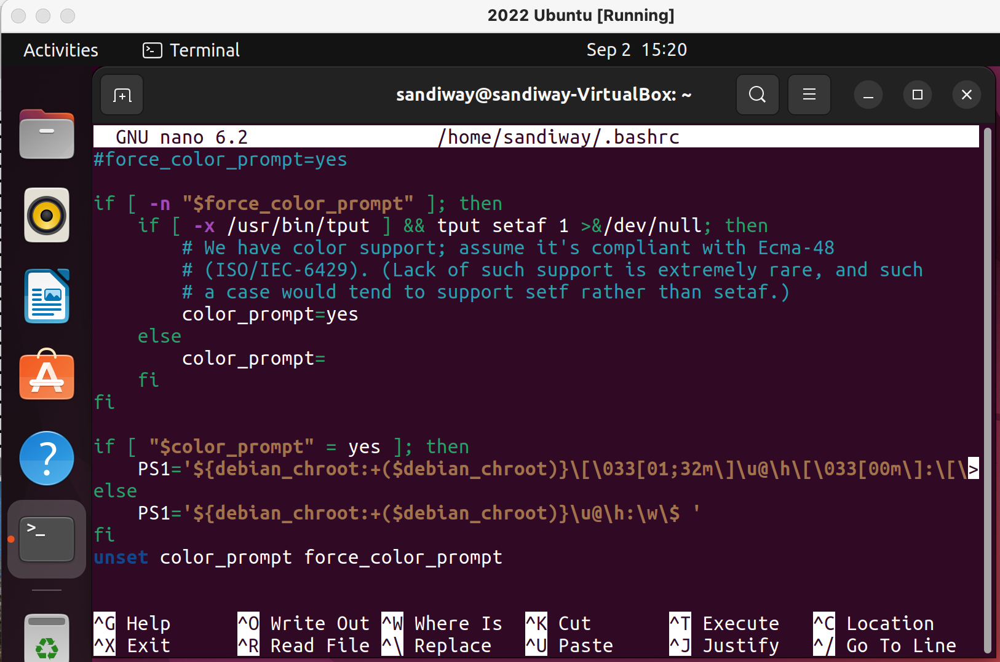 2022 Ubuntu [Running]
Activities Terminal Sep 2 15:20
sandiway@sandiway-VirtualBox: ~
GNU nano 6.2 /home/sandiway/.bashrc
#force_color_prompt=yes

if [ -n "$force_color_prompt" ]; then
    if [ -x /usr/bin/tput ] && tput setaf 1 >&/dev/null; then
        # We have color support; assume it's compliant with Ecma-48
        # (ISO/IEC-6429). (Lack of such support is extremely rare, and such
        # a case would tend to support setf rather than setaf.)
        color_prompt=yes
    else
        color_prompt=
    fi
fi

if [ "$color_prompt" = yes ]; then
    PS1='${debian_chroot:+($debian_chroot)}\[\033[01;32m\]\u@\h\[\033[00m\]:\[\>
else
    PS1='${debian_chroot:+($debian_chroot)}\u@\h:\w\$ '
fi
unset color_prompt force_color_prompt

^G Help ^O Write Out ^W Where Is ^K Cut ^T Execute ^C Location
^X Exit ^R Read File ^\ Replace ^U Paste ^J Justify ^/ Go To Line